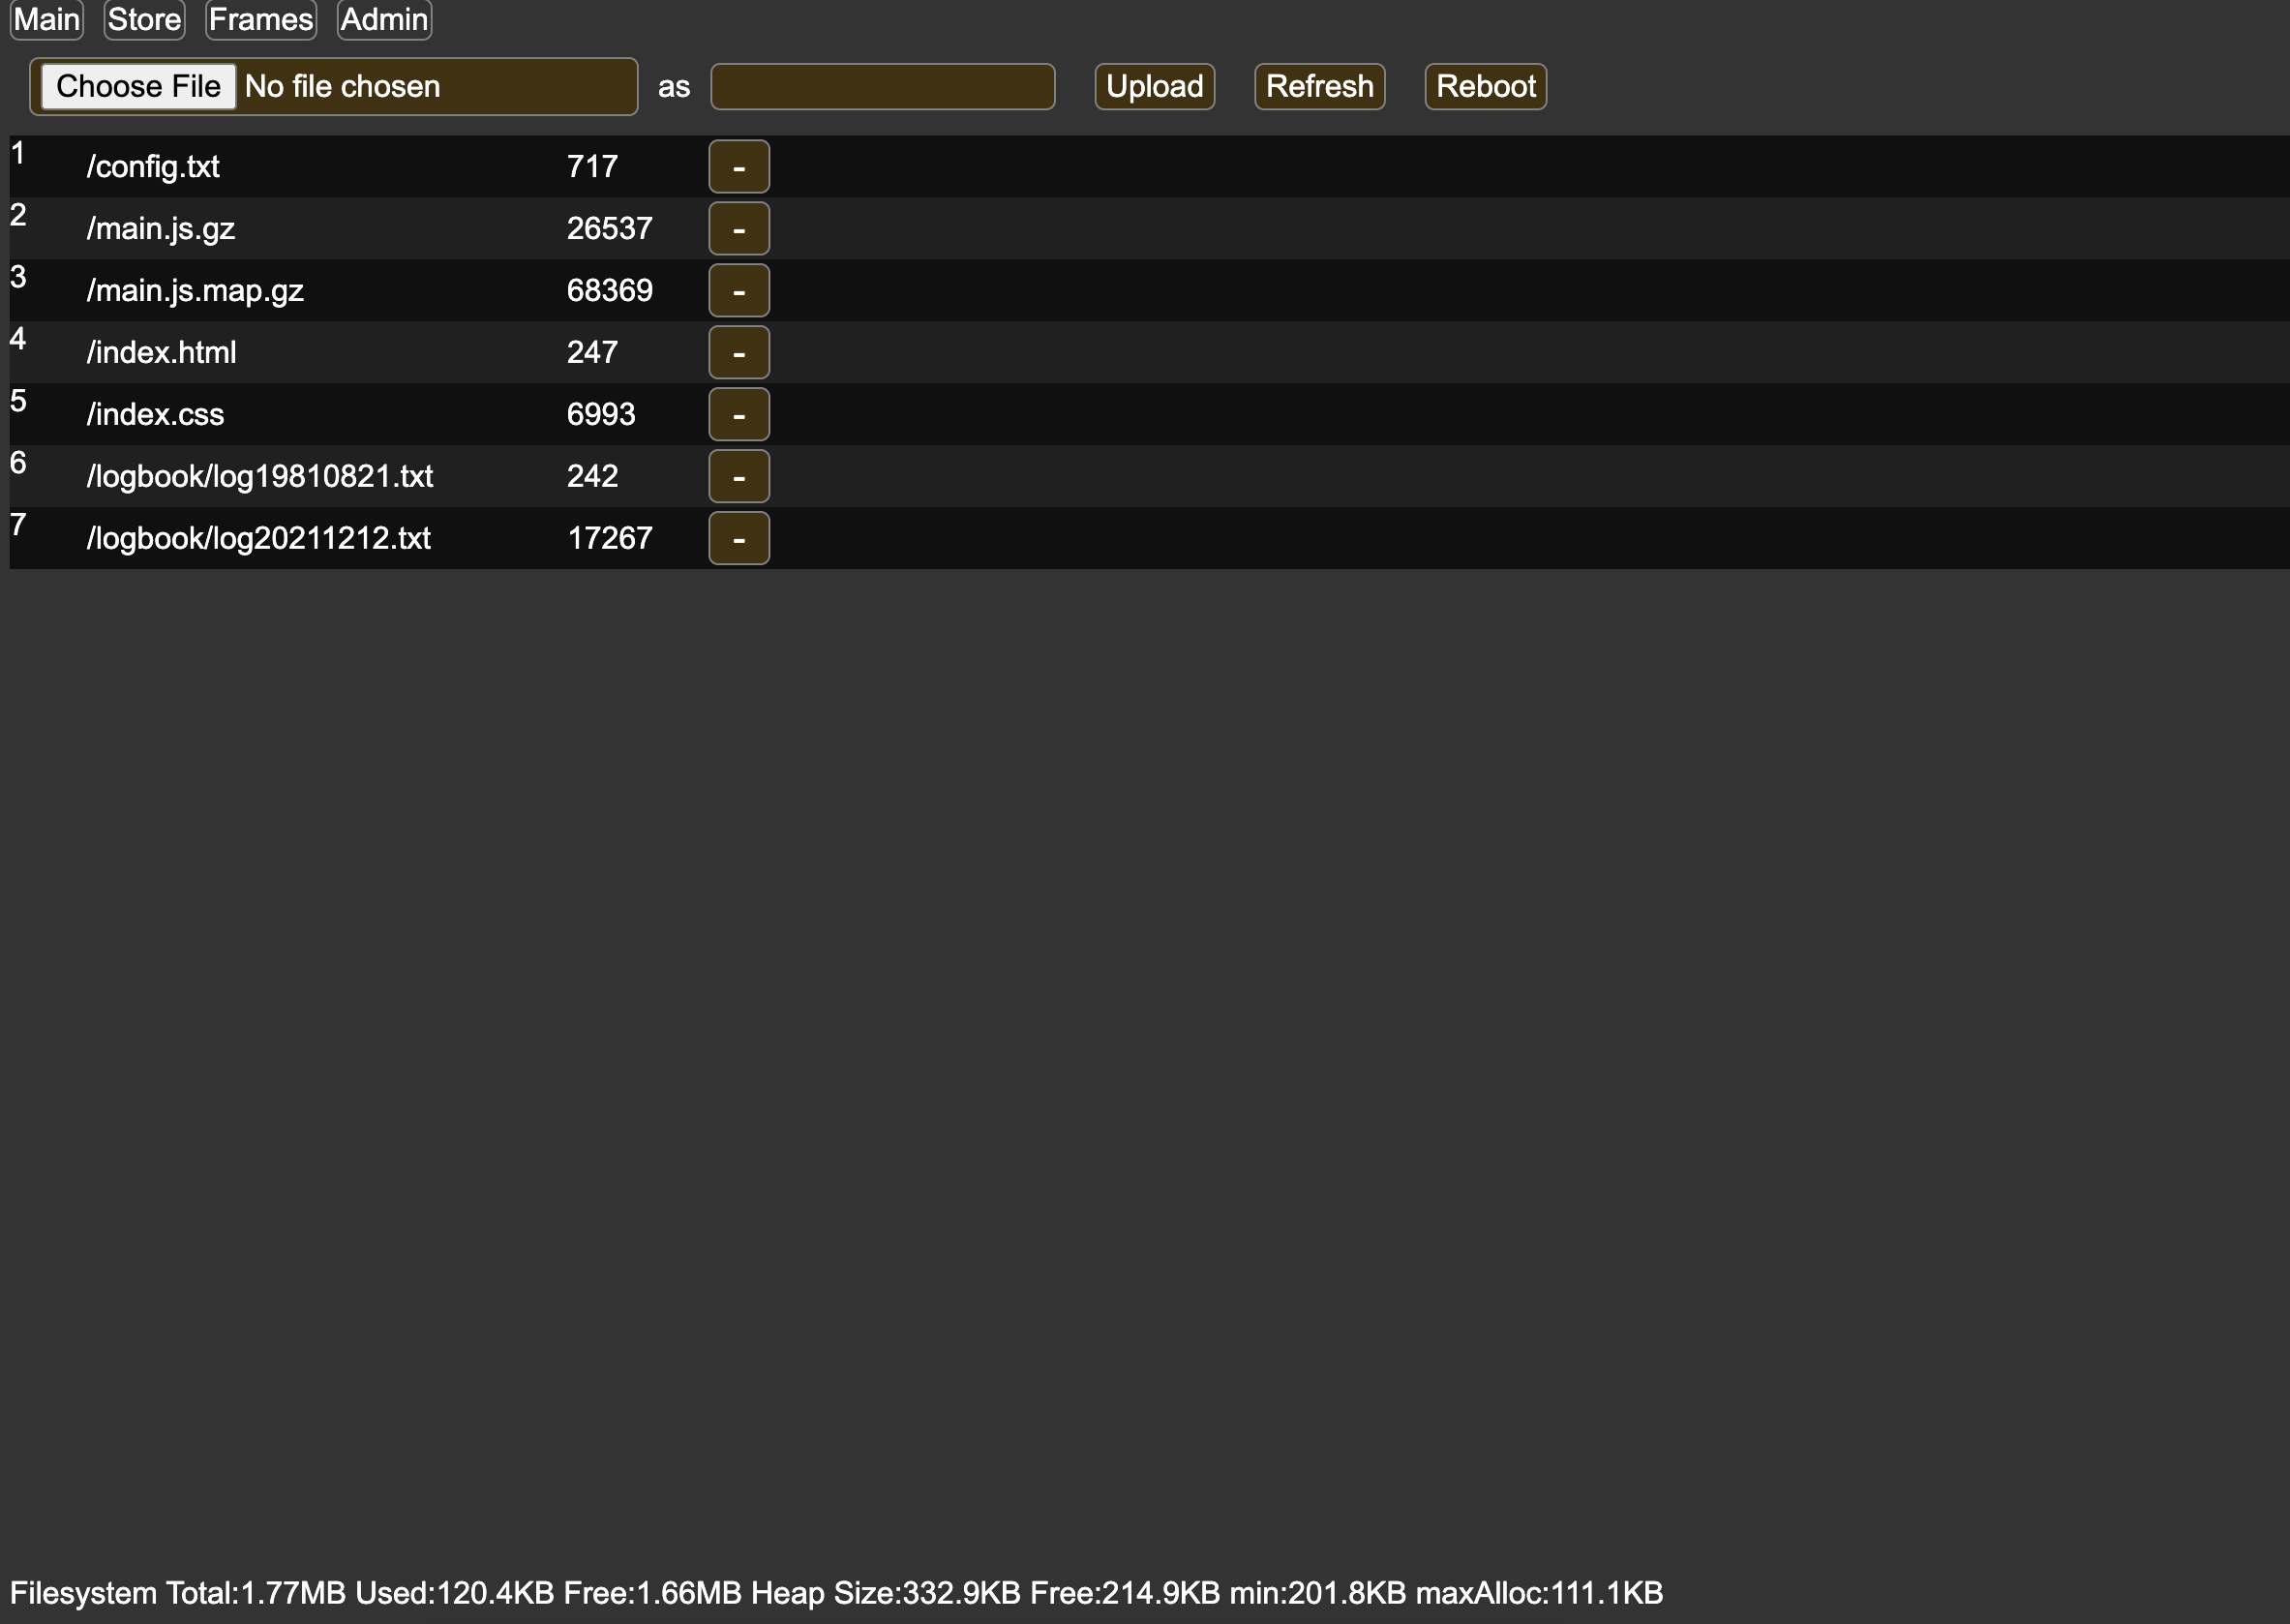 Main Store Frames Admin
Choose File No file chosen as Upload Refresh Reboot
1 /config.txt 717 -
2 /main.js.gz 26537 -
3 /main.js.map.gz 68369 -
4 /index.html 247 -
5 /index.css 6993 -
6 /logbook/log19810821.txt 242 -
7 /logbook/log20211212.txt 17267 -
Filesystem Total:1.77MB Used:120.4KB Free:1.66MB Heap Size:332.9KB Free:214.9KB min:201.8KB maxAlloc:111.1KB